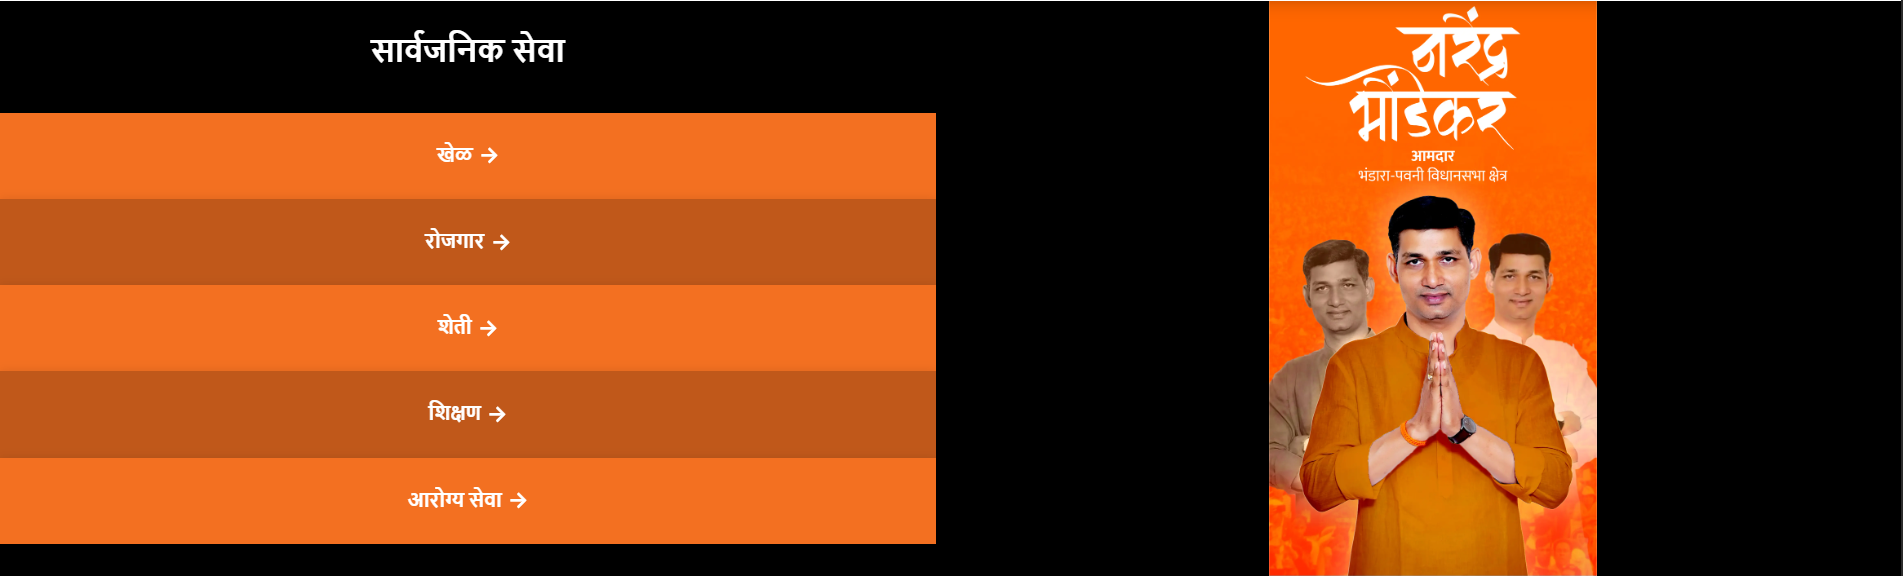 सार्वजनिक सेवा
खेळ →
रोजगार →
शेती →
शिक्षण →
आरोग्य सेवा →
नरेंद्र
भोंडेकर
आमदार
भंडारा-पवनी विधानसभा क्षेत्र